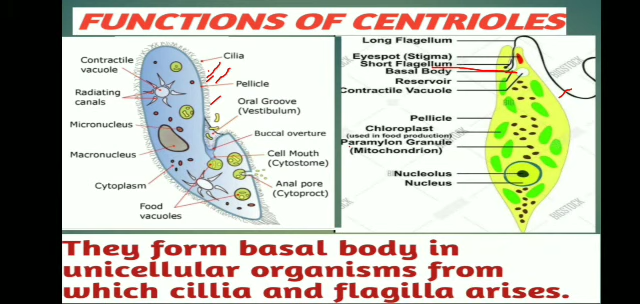 FUNCTIONS OF CENTRIOLES
Contractile
vacuole
Radiating
canals
Micronucleus
Macronucleus
Cytoplasm
Food
vacuoles
Cilia
Pellicle
Oral Groove
(Vestibulum)
Buccal overture
Cell Mouth
(Cytostome)
Anal pore
(Cytoproct)
Long Flagellum
Eyespot (Stigma)
Short Flagellum
Basal Body
Reservoir
Contractile Vacuole
Pellicle
Chloroplast
(used in food production)
Paramylon Granule
(Mitochondrion)
Nucleolus
Nucleus
BIGSTOCK
BIGSTOCK
They form basal body in
unicellular organisms from
which cillia and flagilla arises.